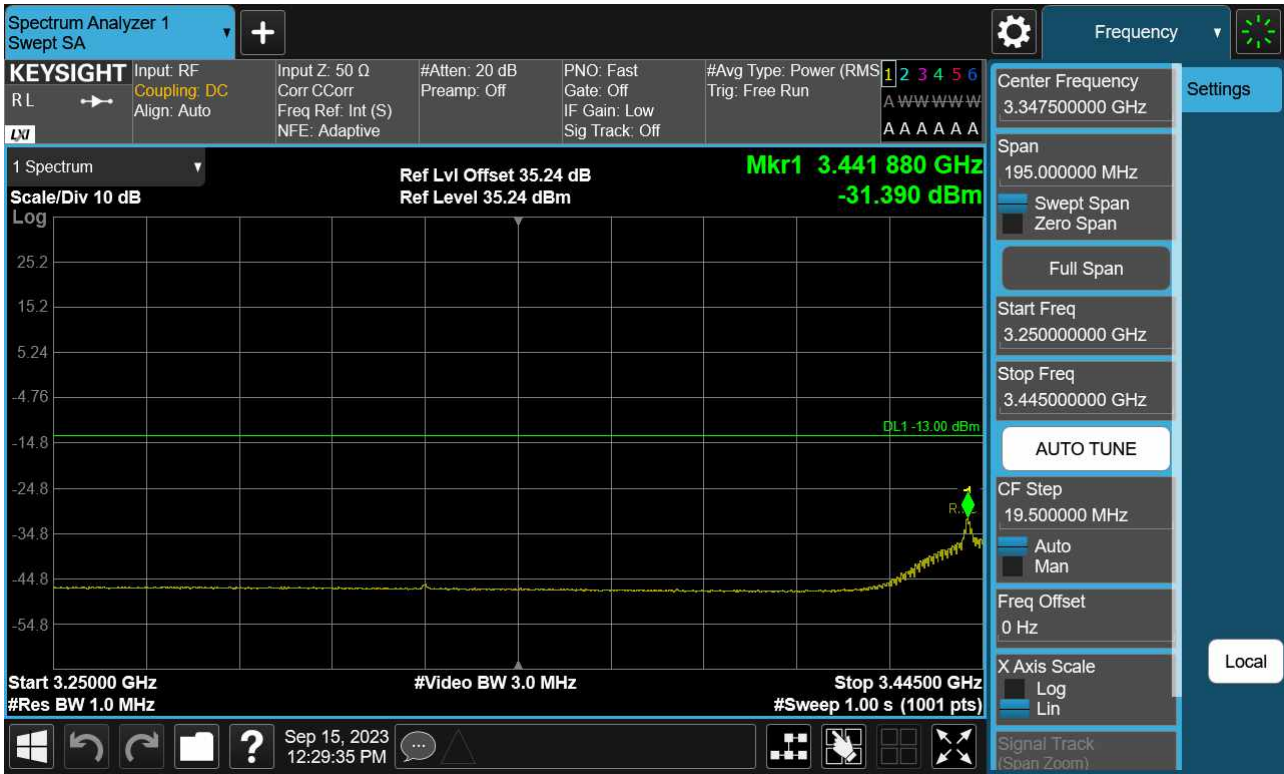 Spectrum Analyzer 1
Swept SA
Frequency
KEYSIGHT
R L
LXI
Input: RF
Coupling: DC
Align: Auto
Input Z: 50 Ω
Corr CCorr
Freq Ref: Int (S)
NFE: Adaptive
#Atten: 20 dB
Preamp: Off
PNO: Fast
Gate: Off
IF Gain: Low
Sig Track: Off
#Avg Type: Power (RMS
Trig: Free Run
1 2 3 4 5 6
A W W W W W
A A A A A A
1 Spectrum
Scale/Div 10 dB
Log
Ref Lvl Offset 35.24 dB
Ref Level 35.24 dBm
Mkr1 3.441 880 GHz
-31.390 dBm
25.2
15.2
5.24
-4.76
DL1 -13.00 dBm
-14.8
-24.8
1
-34.8
-44.8
-54.8
Start 3.25000 GHz
#Video BW 3.0 MHz
Stop 3.44500 GHz
#Res BW 1.0 MHz
#Sweep 1.00 s (1001 pts)
Center Frequency
3.347500000 GHz
Settings
Span
195.000000 MHz
Swept Span
Zero Span
Full Span
Start Freq
3.250000000 GHz
Stop Freq
3.445000000 GHz
AUTO TUNE
CF Step
19.500000 MHz
Auto
Man
Freq Offset
0 Hz
X Axis Scale
Log
Lin
Local
Signal Track
(Span Zoom)
?
Sep 15, 2023
12:29:35 PM